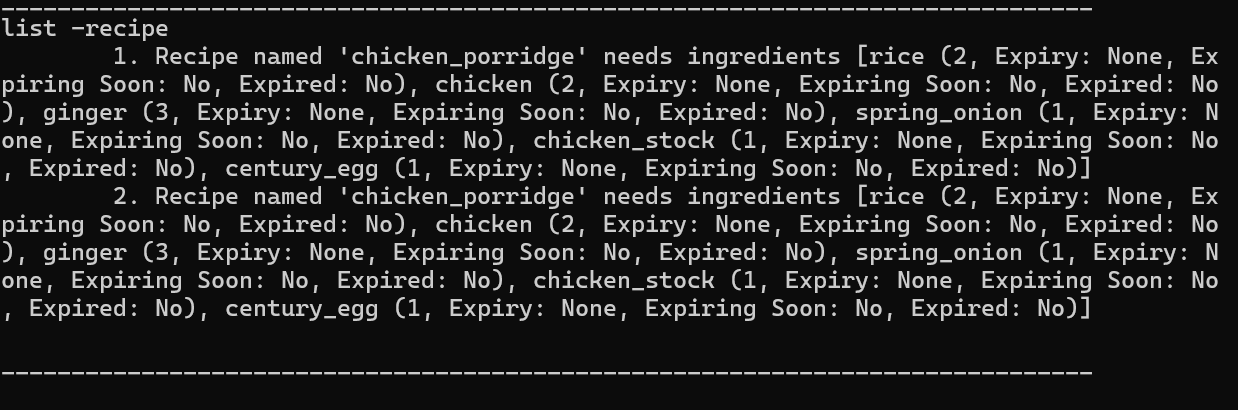 ------------------------------------------------------------------------------
list -recipe
        1. Recipe named 'chicken_porridge' needs ingredients [rice (2, Expiry: None, Ex
piring Soon: No, Expired: No), chicken (2, Expiry: None, Expiring Soon: No, Expired: No
), ginger (3, Expiry: None, Expiring Soon: No, Expired: No), spring_onion (1, Expiry: N
one, Expiring Soon: No, Expired: No), chicken_stock (1, Expiry: None, Expiring Soon: No
, Expired: No), century_egg (1, Expiry: None, Expiring Soon: No, Expired: No)]
        2. Recipe named 'chicken_porridge' needs ingredients [rice (2, Expiry: None, Ex
piring Soon: No, Expired: No), chicken (2, Expiry: None, Expiring Soon: No, Expired: No
), ginger (3, Expiry: None, Expiring Soon: No, Expired: No), spring_onion (1, Expiry: N
one, Expiring Soon: No, Expired: No), chicken_stock (1, Expiry: None, Expiring Soon: No
, Expired: No), century_egg (1, Expiry: None, Expiring Soon: No, Expired: No)]
------------------------------------------------------------------------------